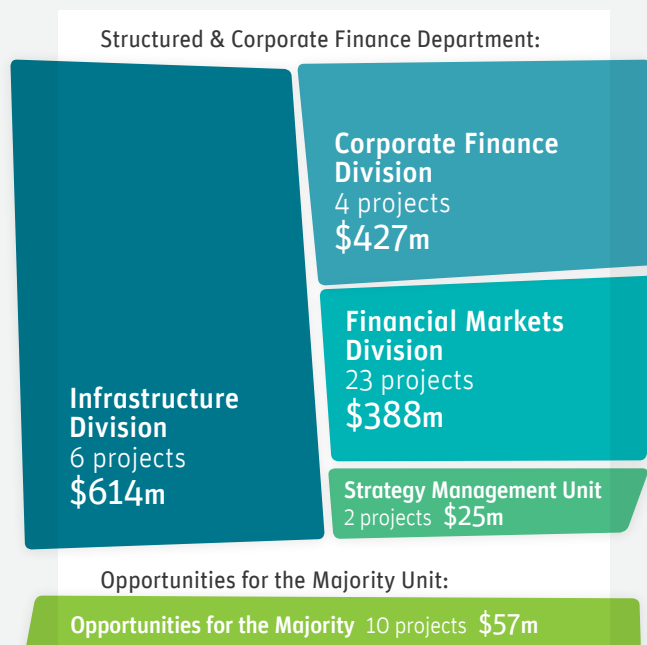 Structured & Corporate Finance Department:
Corporate Finance
Division
4 projects
$427m
Financial Markets
Division
23 projects
$388m
Infrastructure
Division
6 projects
$614m
Strategy Management Unit
2 projects $25m
Opportunities for the Majority Unit:
Opportunities for the Majority 10 projects $57m